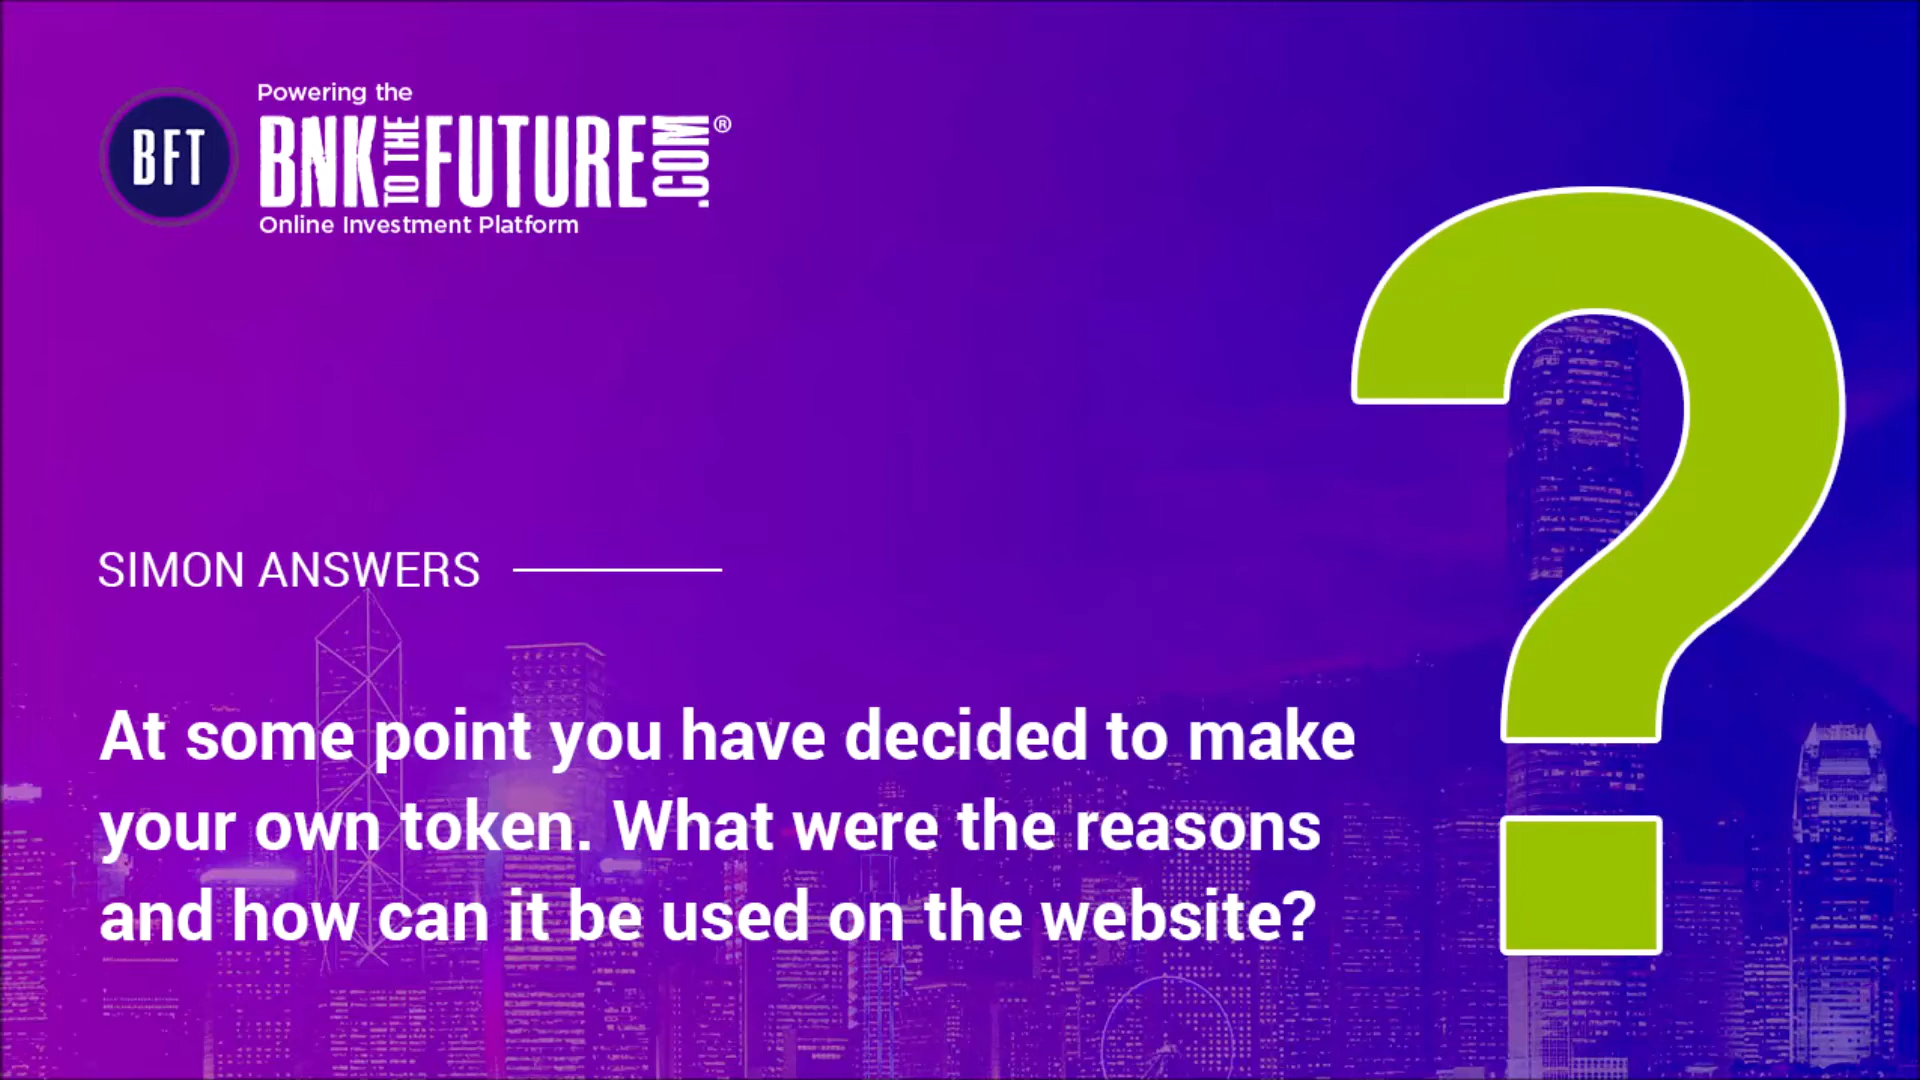 Powering the
BFT
BNK TO THE FUTURE .COM®
Online Investment Platform
SIMON ANSWERS
At some point you have decided to make
your own token. What were the reasons
and how can it be used on the website?
?